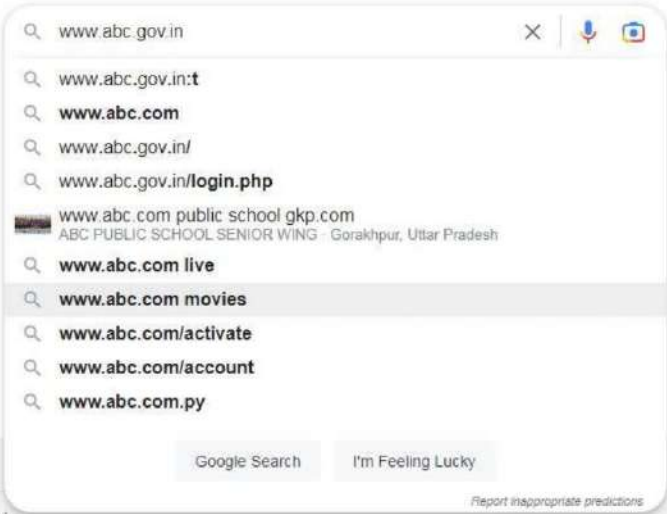 www.abc.gov.in
www.abc.gov.in:t
www.abc.com
www.abc.gov.in/
www.abc.gov.in/login.php
www.abc.com public school gkp.com
ABC PUBLIC SCHOOL SENIOR WING · Gorakhpur, Uttar Pradesh
www.abc.com live
www.abc.com movies
www.abc.com/activate
www.abc.com/account
www.abc.com.py
Google Search I'm Feeling Lucky
Report inappropriate predictions